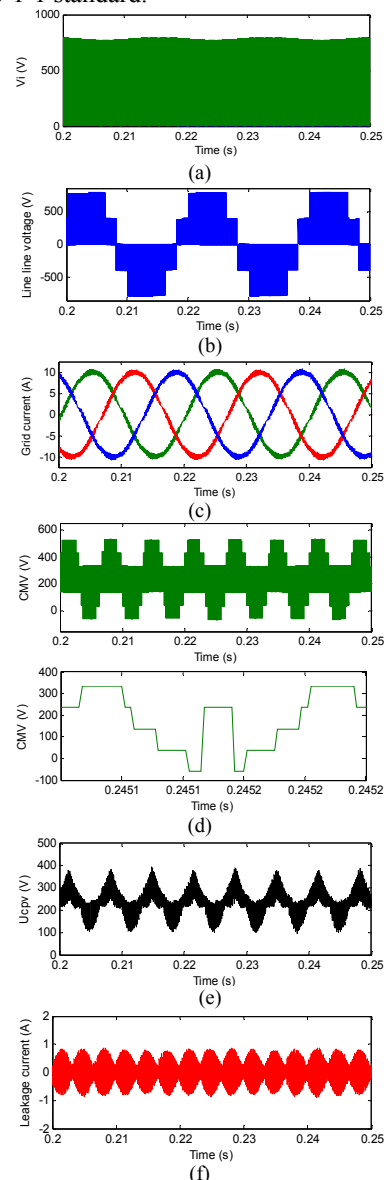 1-1 standard.
1000
500
0
Vi (V)
0.2 0.21 0.22 0.23 0.24 0.25
Time (s)
(a)
500
0
-500
Line line voltage (V)
0.2 0.21 0.22 0.23 0.24 0.25
Time (s)
(b)
10
5
0
-5
-10
Grid current (A)
0.2 0.21 0.22 0.23 0.24 0.25
Time (s)
(c)
600
400
200
0
CMV (V)
0.2 0.21 0.22 0.23 0.24 0.25
Time (s)
400
300
200
100
0
-100
CMV (V)
0.2451 0.2451 0.2452 0.2452
Time (s)
(d)
500
400
300
200
100
0
Ucpv (V)
0.2 0.21 0.22 0.23 0.24 0.25
Time (s)
(e)
2
1
0
-1
-2
Leakage current (A)
0.2 0.21 0.22 0.23 0.24 0.25
Time (s)
(f)